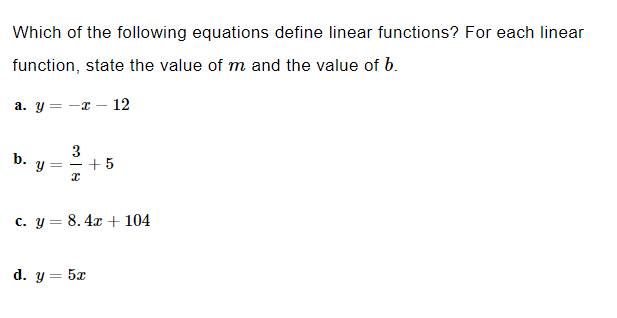 Which of the following equations define linear functions? For each linear
function, state the value of m and the value of b.
a. y = −x − 12
b. y = 3/x + 5
c. y = 8. 4x + 104
d. y = 5x